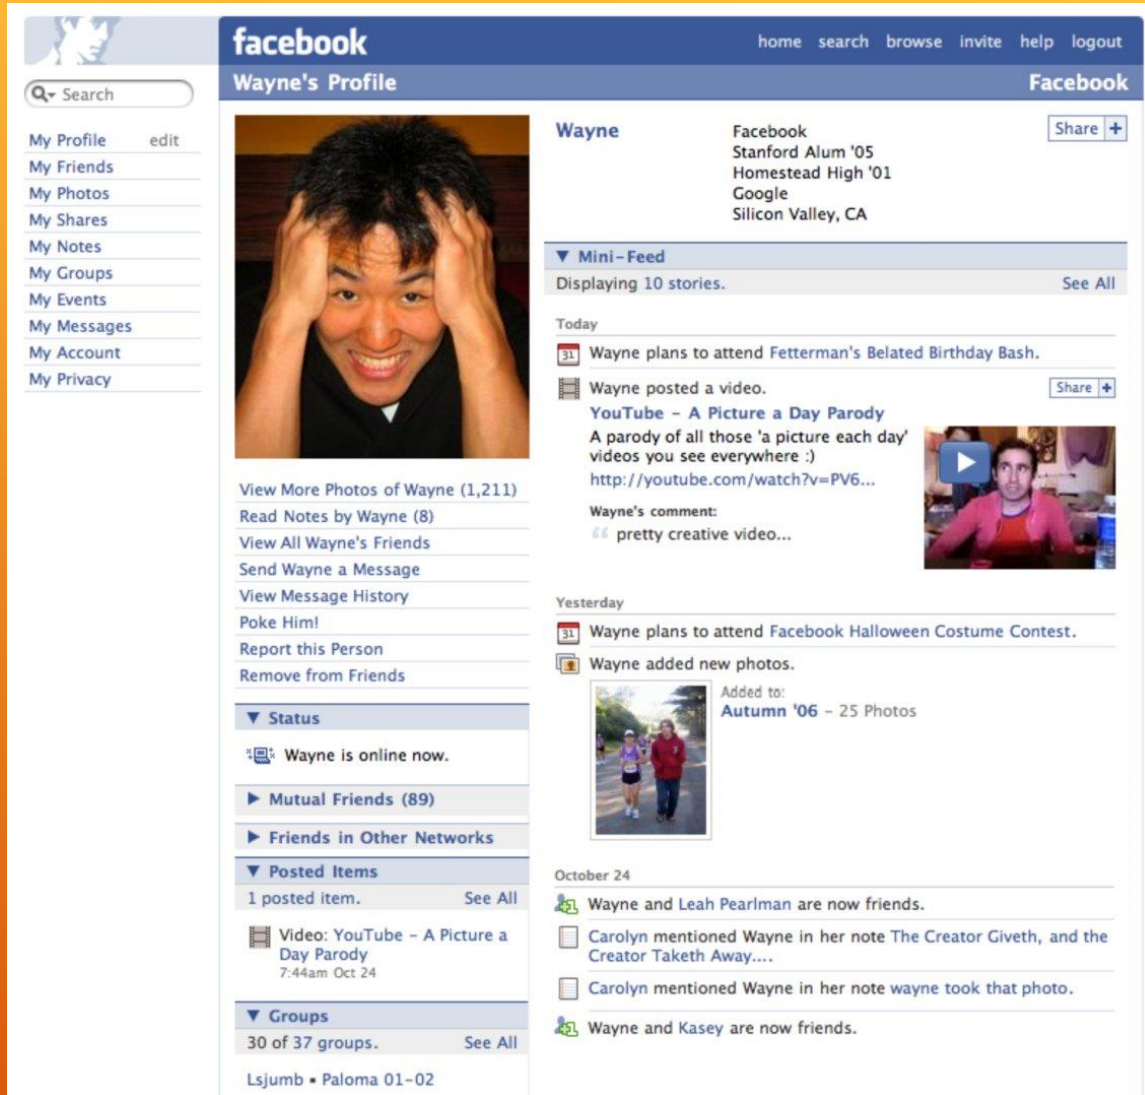 facebook
home search browse invite help logout
Wayne's Profile
Facebook
Search
My Profile edit
My Friends
My Photos
My Shares
My Notes
My Groups
My Events
My Messages
My Account
My Privacy
View More Photos of Wayne (1,211)
Read Notes by Wayne (8)
View All Wayne's Friends
Send Wayne a Message
View Message History
Poke Him!
Report this Person
Remove from Friends
▼ Status
Wayne is online now.
► Mutual Friends (89)
► Friends in Other Networks
▼ Posted Items
1 posted item. See All
Video: YouTube - A Picture a
Day Parody
7:44am Oct 24
▼ Groups
30 of 37 groups. See All
Lsjumb • Paloma 01-02
Wayne
Facebook
Stanford Alum '05
Homestead High '01
Google
Silicon Valley, CA
Share +
▼ Mini-Feed
Displaying 10 stories. See All
Today
31 Wayne plans to attend Fetterman's Belated Birthday Bash.
Wayne posted a video. Share +
YouTube - A Picture a Day Parody
A parody of all those 'a picture each day'
videos you see everywhere :)
http://youtube.com/watch?v=PV6...
Wayne's comment:
“ pretty creative video...
Yesterday
31 Wayne plans to attend Facebook Halloween Costume Contest.
Wayne added new photos.
Added to:
Autumn '06 - 25 Photos
October 24
Wayne and Leah Pearlman are now friends.
Carolyn mentioned Wayne in her note The Creator Giveth, and the
Creator Taketh Away....
Carolyn mentioned Wayne in her note wayne took that photo.
Wayne and Kasey are now friends.